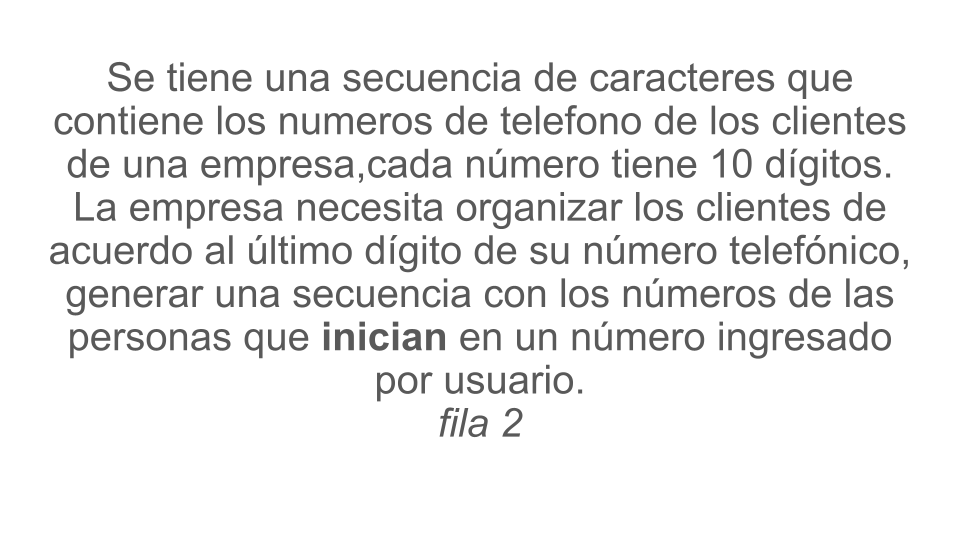 Se tiene una secuencia de caracteres que
contiene los numeros de telefono de los clientes
de una empresa,cada número tiene 10 dígitos.
La empresa necesita organizar los clientes de
acuerdo al último dígito de su número telefónico,
generar una secuencia con los números de las
personas que inician en un número ingresado
por usuario.
fila 2